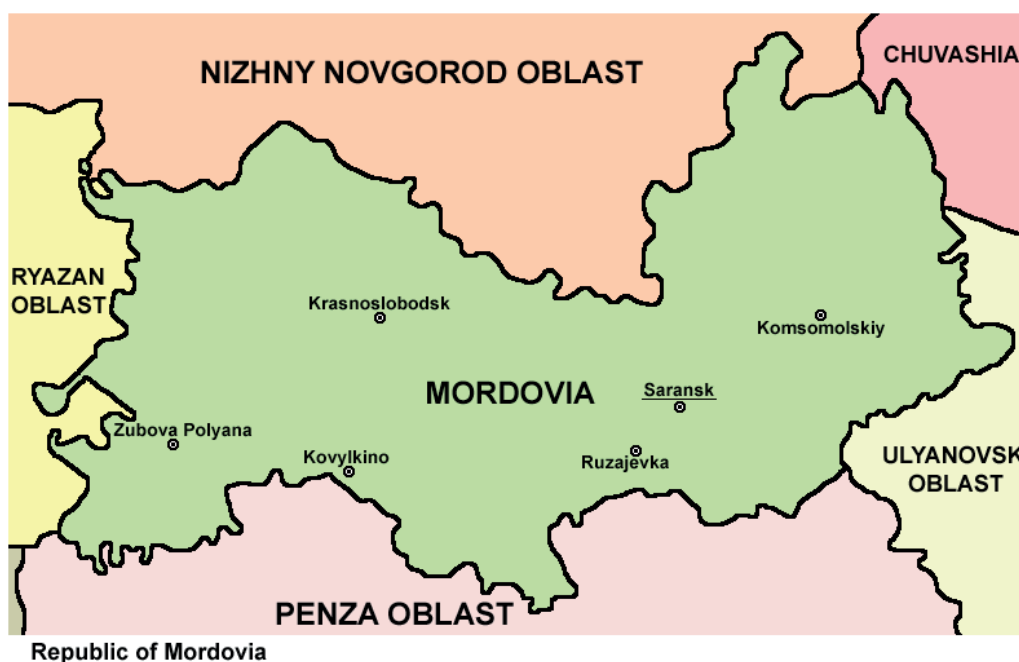 CHUVASHIA
NIZHNY NOVGOROD OBLAST
RYAZAN
OBLAST
Krasnoslobodsk
Komsomolskiy
MORDOVIA
Saransk
Zubova Polyana
Kovylkino
Ruzajevka
ULYANOVSK
OBLAST
PENZA OBLAST
Republic of Mordovia